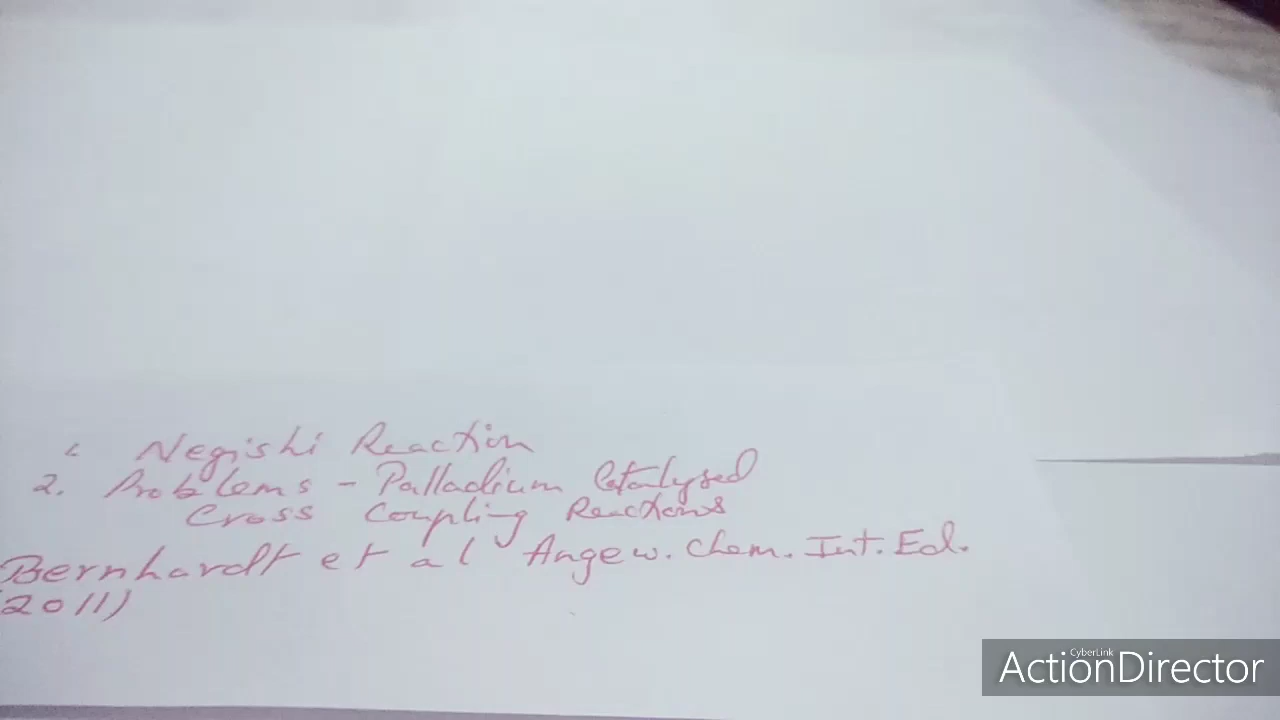 1. Negishi Reaction
2. Problems - Palladium Catalysed
Cross Coupling Reactions
Bernhardt et al Angew. Chem. Int. Ed.
(2011)
CyberLink
ActionDirector